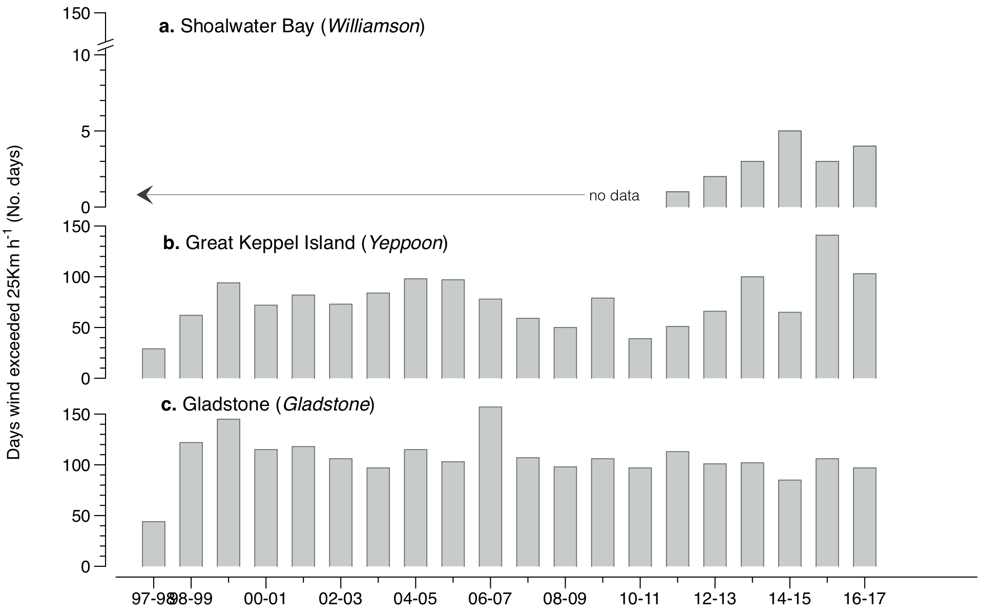 Days wind exceeded 25Km h-1 (No. days)
150
a. Shoalwater Bay (Williamson)
10
5
no data
0
150
b. Great Keppel Island (Yeppoon)
100
50
0
c. Gladstone (Gladstone)
150
100
50
0
97-98 98-99 00-01 02-03 04-05 06-07 08-09 10-11 12-13 14-15 16-17